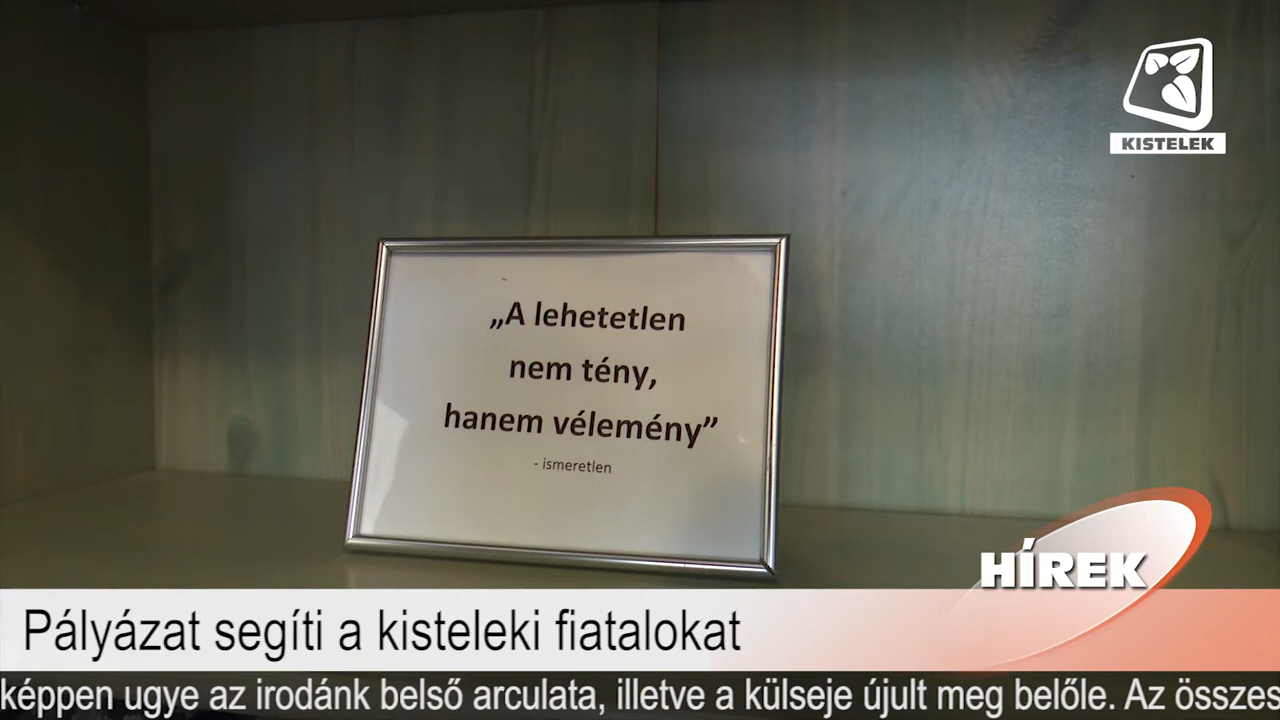 KISTELEK
„A lehetetlen
nem tény,
hanem vélemény”
- ismeretlen
HÍREK
Pályázat segíti a kisteleki fiatalokat
képpen ugye az irodánk belső arculata, illetve a külseje újult meg belőle. Az összes